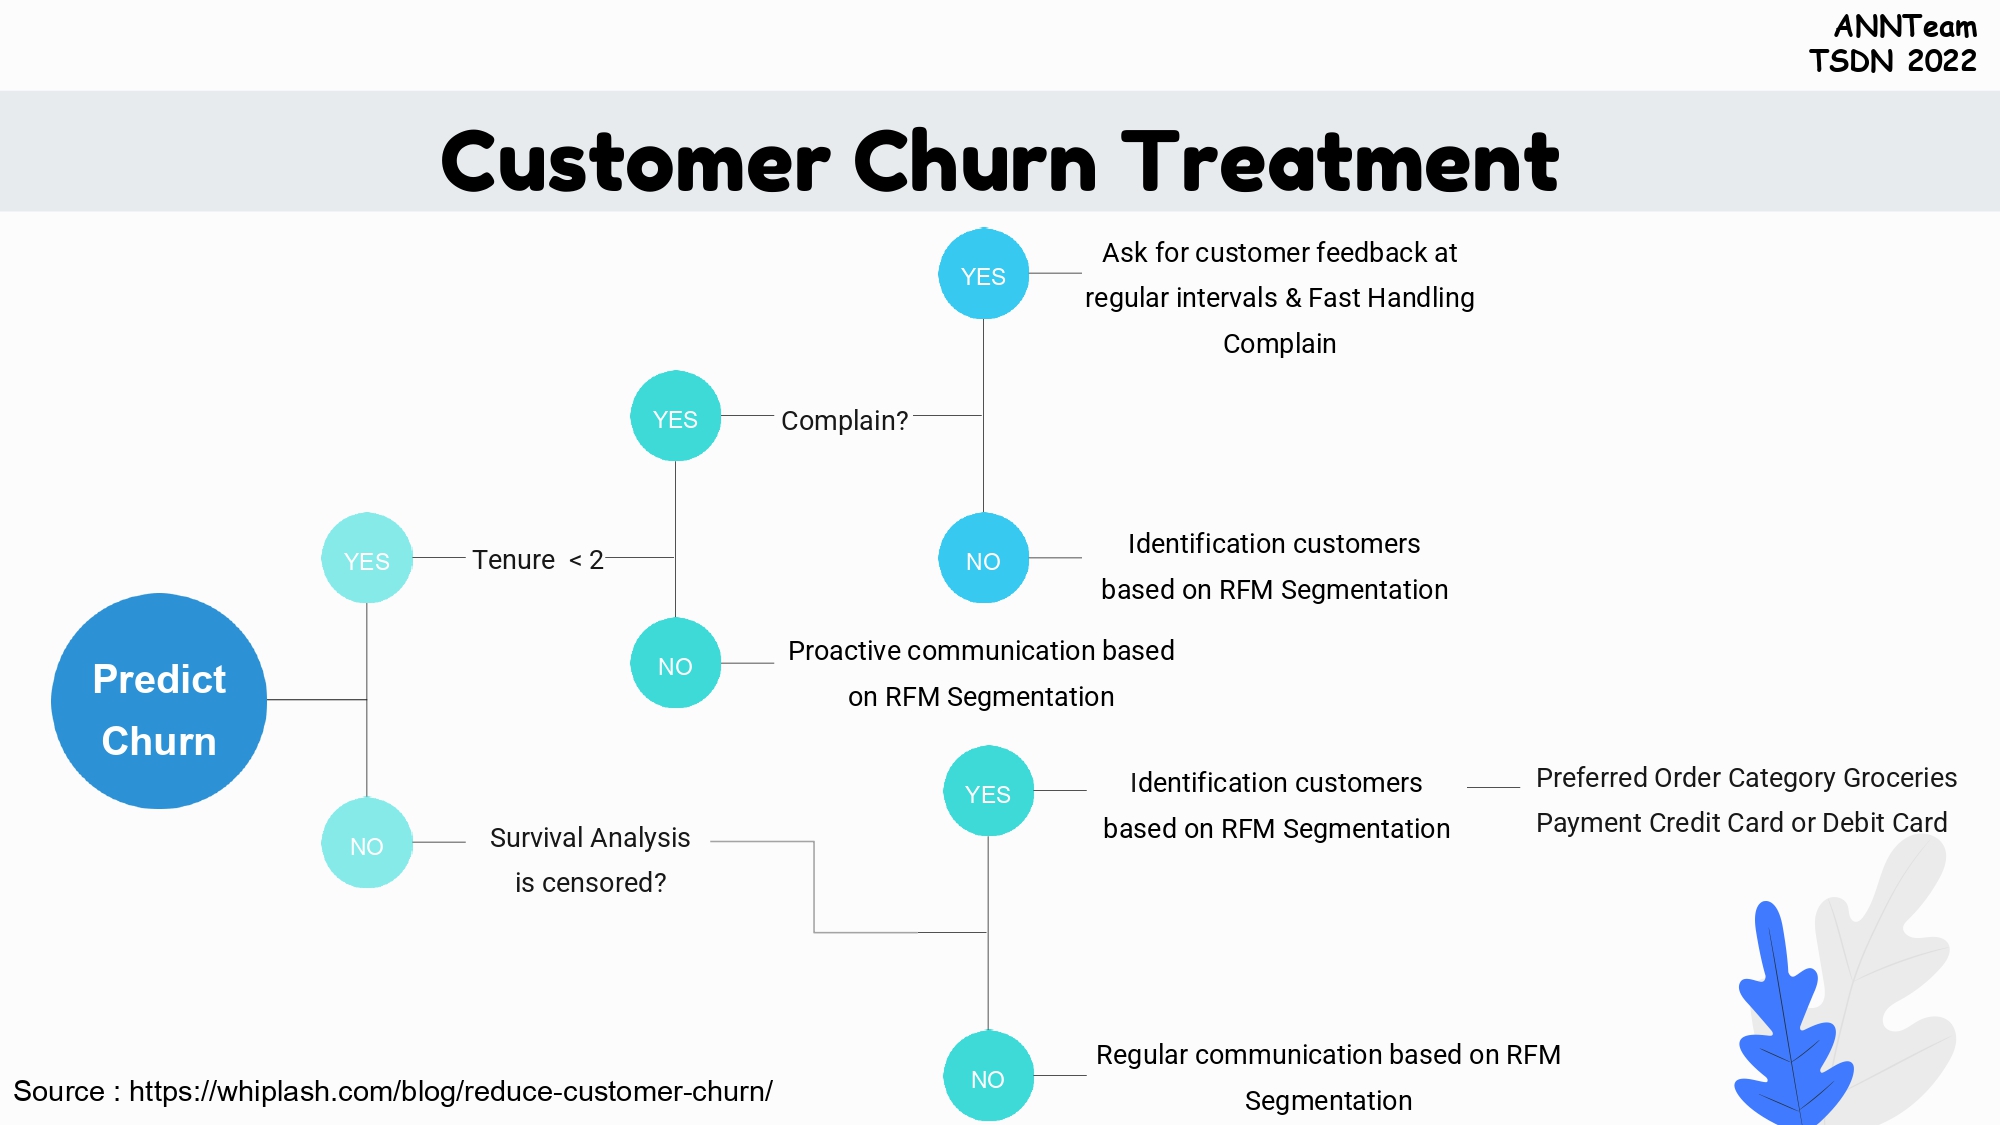 ANNTeam
TSDN 2022
Customer Churn Treatment
YES
Ask for customer feedback at
regular intervals & Fast Handling
Complain
YES
Complain?
YES
Tenure < 2
NO
Identification customers
based on RFM Segmentation
NO
Proactive communication based
on RFM Segmentation
Predict
Churn
NO
Survival Analysis
is censored?
YES
Identification customers
based on RFM Segmentation
Preferred Order Category Groceries
Payment Credit Card or Debit Card
NO
Regular communication based on RFM
Segmentation
Source : https://whiplash.com/blog/reduce-customer-churn/